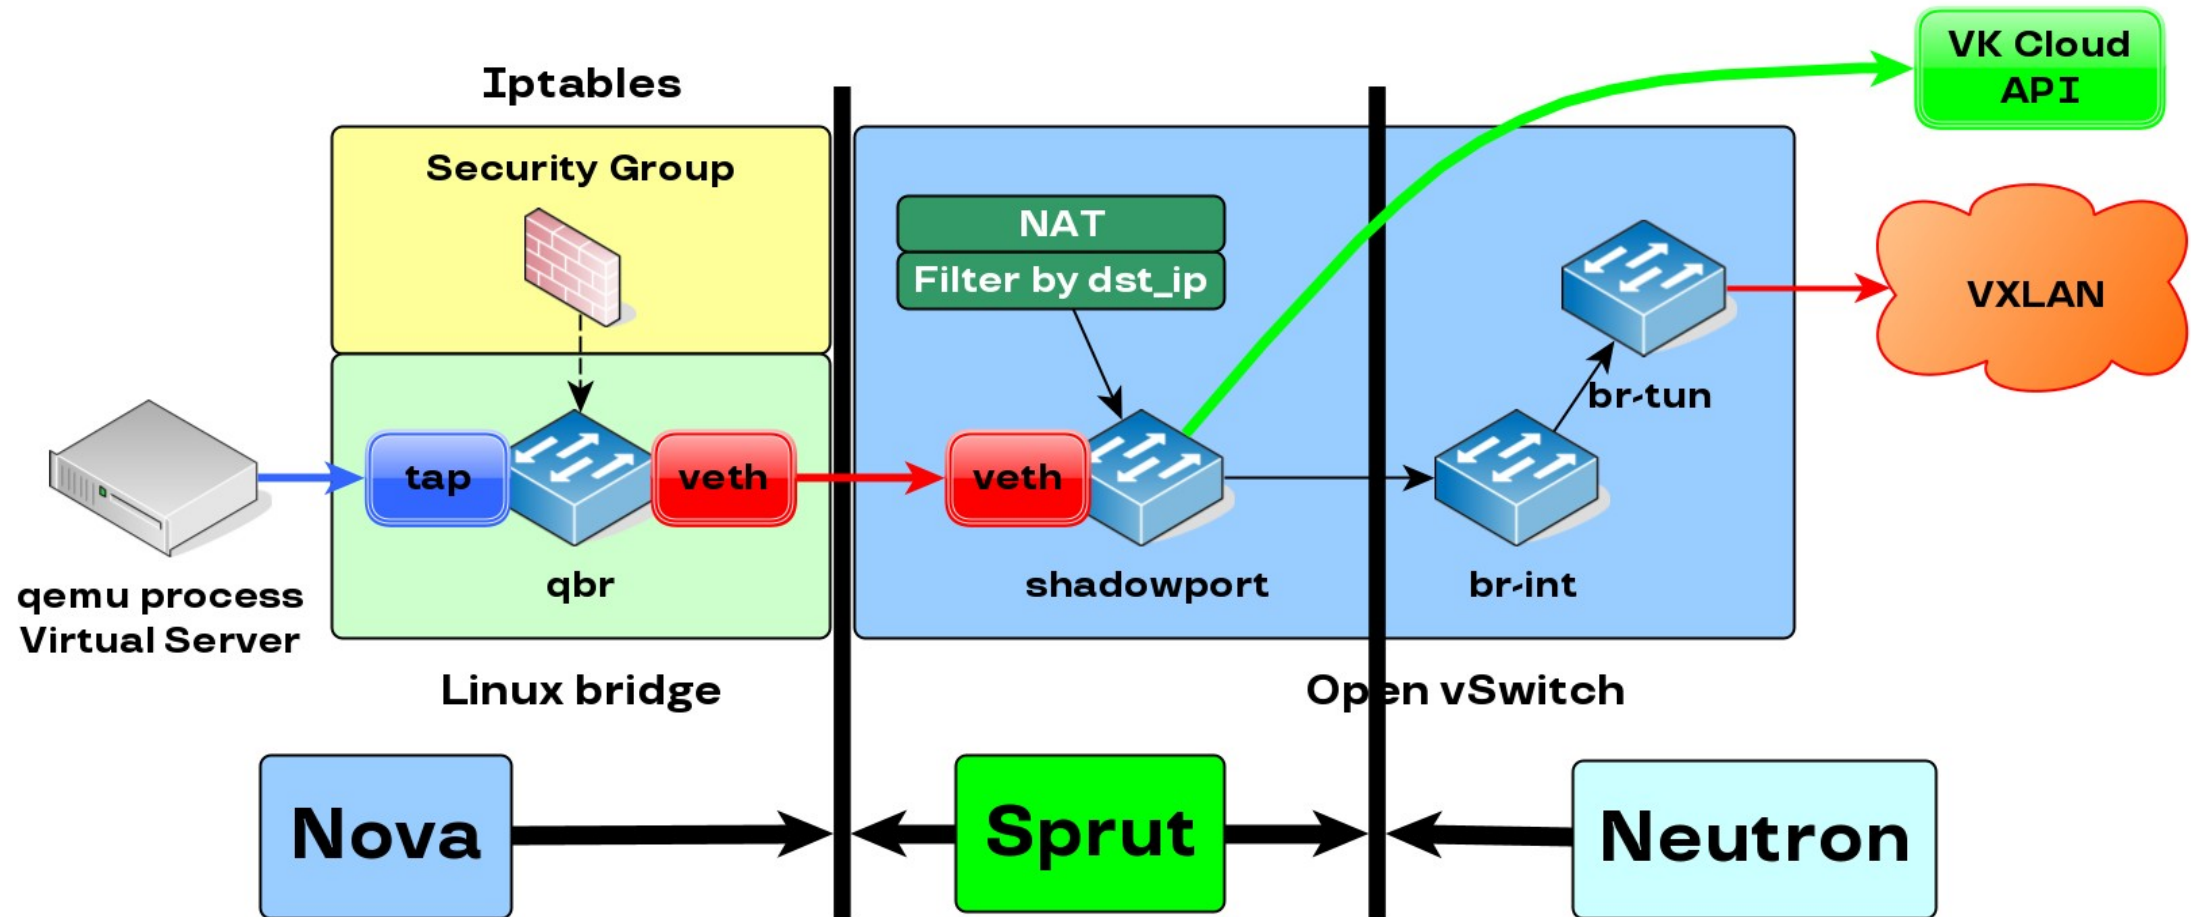 VK Cloud
API
Iptables
Security Group
NAT
Filter by dst_ip
VXLAN
br-tun
tap
veth
veth
qemu process
Virtual Server
qbr
shadowport
br-int
Linux bridge
Open vSwitch
Nova
Sprut
Neutron